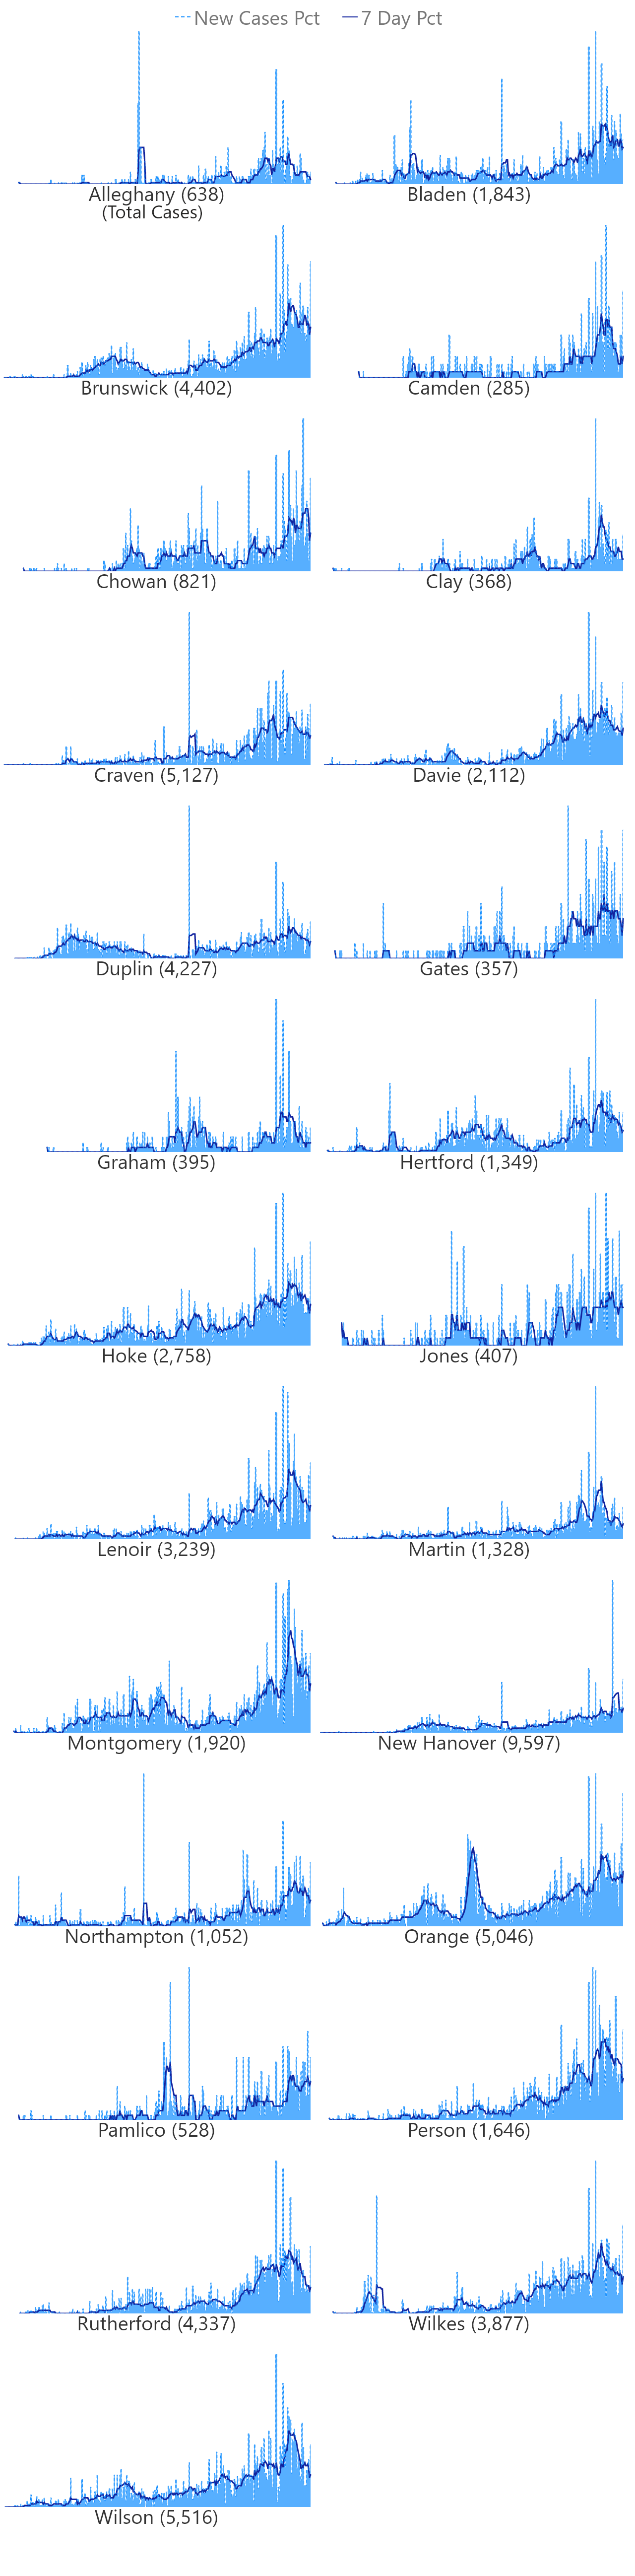 New Cases Pct 7 Day Pct
Alleghany (638) Bladen (1,843)
(Total Cases)
Brunswick (4,402) Camden (285)
Chowan (821) Clay (368)
Craven (5,127) Davie (2,112)
Duplin (4,227) Gates (357)
Graham (395) Hertford (1,349)
Hoke (2,758) Jones (407)
Lenoir (3,239) Martin (1,328)
Montgomery (1,920) New Hanover (9,597)
Northampton (1,052) Orange (5,046)
Pamlico (528) Person (1,646)
Rutherford (4,337) Wilkes (3,877)
Wilson (5,516)